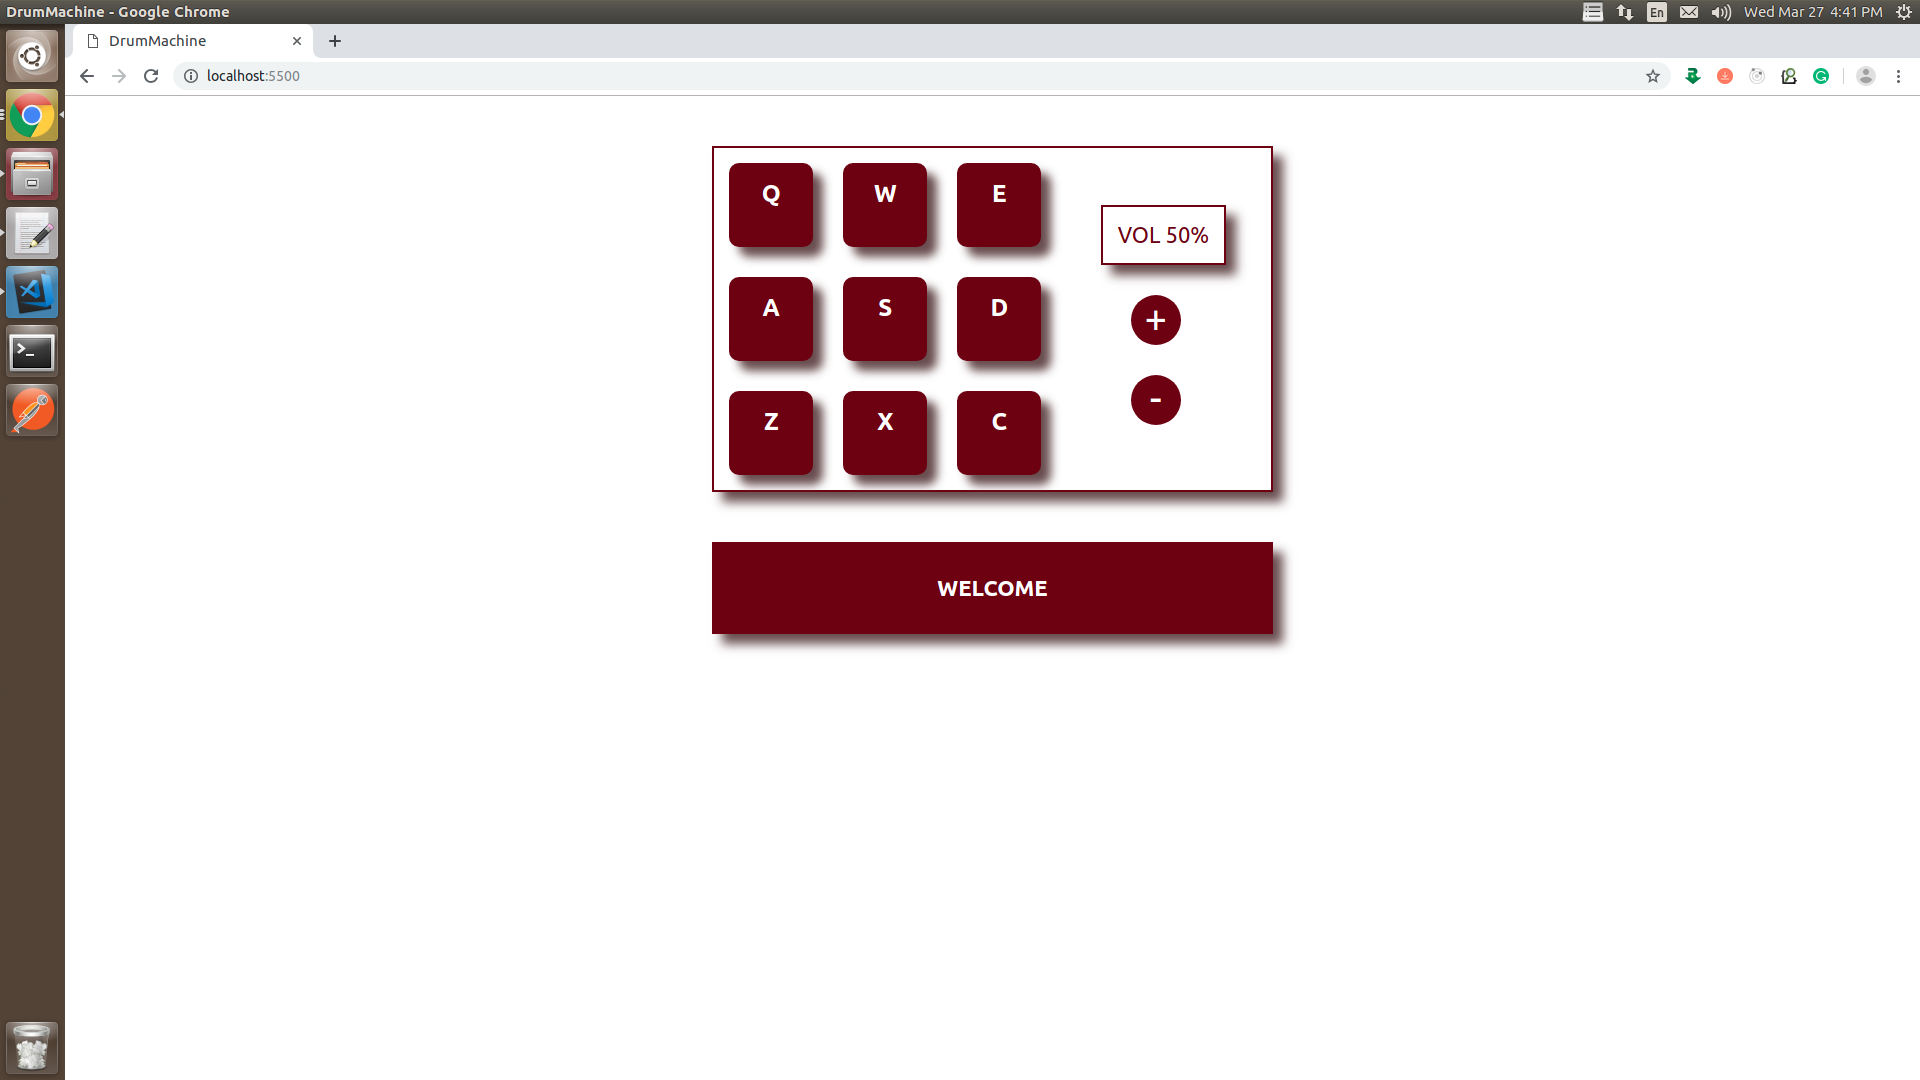 DrumMachine - Google Chrome
En
Wed Mar 27 4:41 PM
DrumMachine
localhost:5500
Q W E
VOL 50%
+
A S D
-
Z X C
WELCOME